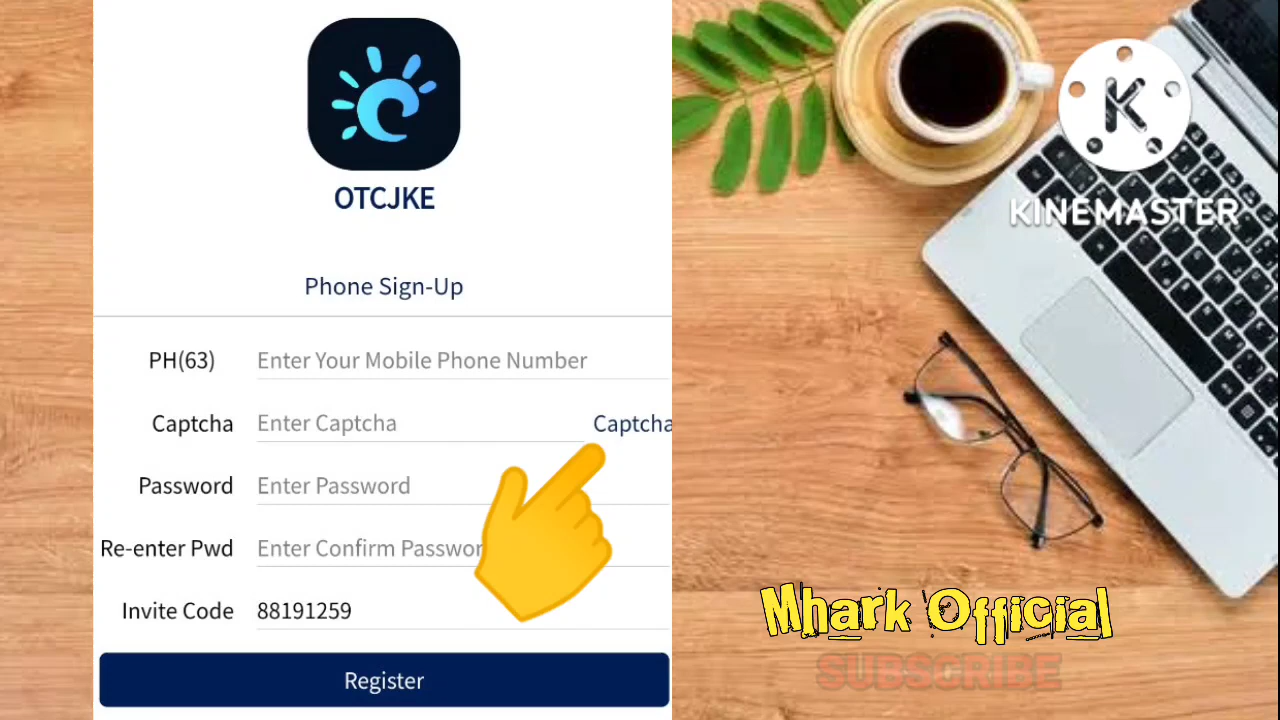 OTCJKE
Phone Sign-Up
PH(63) Enter Your Mobile Phone Number
Captcha Enter Captcha Captcha
Password Enter Password
Re-enter Pwd Enter Confirm Passwor
Invite Code 88191259
Register
K
KINEMASTER
Mhark Official
SUBSCRIBE